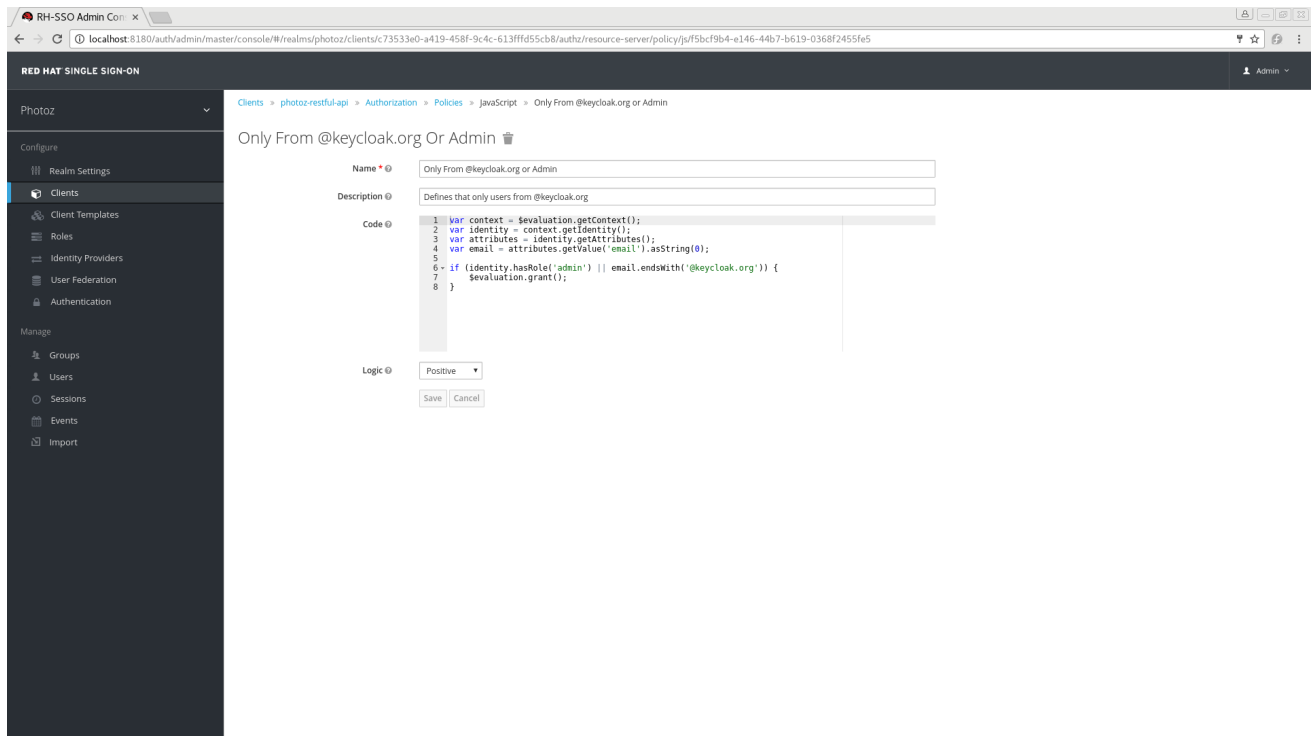 RH-SSO Admin Con
localhost:8180/auth/admin/master/console/#/realms/photoz/clients/c73533e0-a419-458f-9c4c-613fffd55cb8/authz/resource-server/policy/js/f5bcf9b4-e146-44b7-b619-0368f2455fe5
RED HAT SINGLE SIGN-ON
Admin
Photoz
Configure
Realm Settings
Clients
Client Templates
Roles
Identity Providers
User Federation
Authentication
Manage
Groups
Users
Sessions
Events
Import
Clients » photoz-restful-api » Authorization » Policies » JavaScript » Only From @keycloak.org or Admin
Only From @keycloak.org Or Admin
Name * Only From @keycloak.org or Admin
Description Defines that only users from @keycloak.org
Code
1 var context = $evaluation.getContext();
2 var identity = context.getIdentity();
3 var attributes = identity.getAttributes();
4 var email = attributes.getValue('email').asString(0);
5
6 if (identity.hasRole('admin') || email.endsWith('@keycloak.org')) {
7 $evaluation.grant();
8 }
Logic Positive
Save Cancel